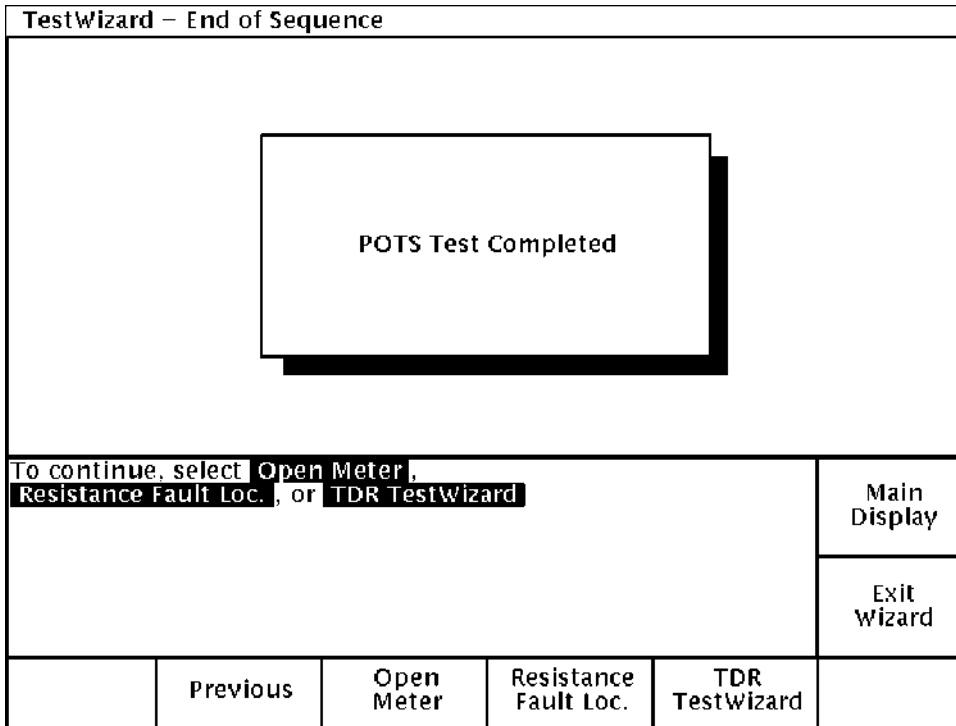 TestWizard – End of Sequence
POTS Test Completed
To continue, select Open Meter,
Resistance Fault Loc., or TDR TestWizard
Main
Display
Exit
Wizard
Previous
Open
Meter
Resistance
Fault Loc.
TDR
TestWizard